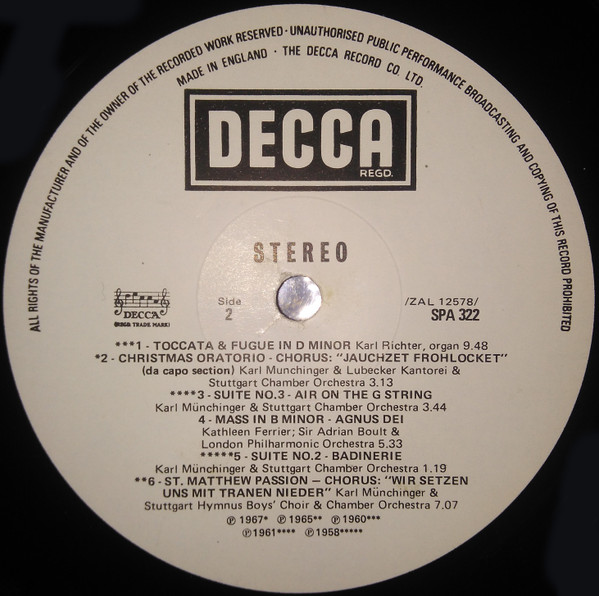 ALL RIGHTS OF THE MANUFACTURER AND OF THE OWNER OF THE RECORDED WORK RESERVED · UNAUTHORISED PUBLIC PERFORMANCE BROADCASTING AND COPYING OF THIS RECORD PROHIBITED
MADE IN ENGLAND · THE DECCA RECORD CO. LTD.
DECCA
REGD.
STEREO
DECCA
(REGD. TRADE MARK)
Side
2
/ZAL 12578/
SPA 322
***1 - TOCCATA & FUGUE IN D MINOR Karl Richter, organ 9.48
*2 - CHRISTMAS ORATORIO - CHORUS: "JAUCHZET FROHLOCKET"
(da capo section) Karl Munchinger & Lubecker Kantorei &
Stuttgart Chamber Orchestra 3.13
****3 - SUITE NO.3 - AIR ON THE G STRING
Karl Münchinger & Stuttgart Chamber Orchestra 3.44
4 - MASS IN B MINOR - AGNUS DEI
Kathleen Ferrier; Sir Adrian Boult &
London Philharmonic Orchestra 5.33
*****5 - SUITE NO.2 - BADINERIE
Karl Münchinger & Stuttgart Chamber Orchestra 1.19
**6 - ST. MATTHEW PASSION – CHORUS: "WIR SETZEN
UNS MIT TRANEN NIEDER" Karl Münchinger &
Stuttgart Hymnus Boys' Choir & Chamber Orchestra 7.07
℗ 1967* ℗ 1965** ℗ 1960***
℗ 1961**** ℗ 1958*****